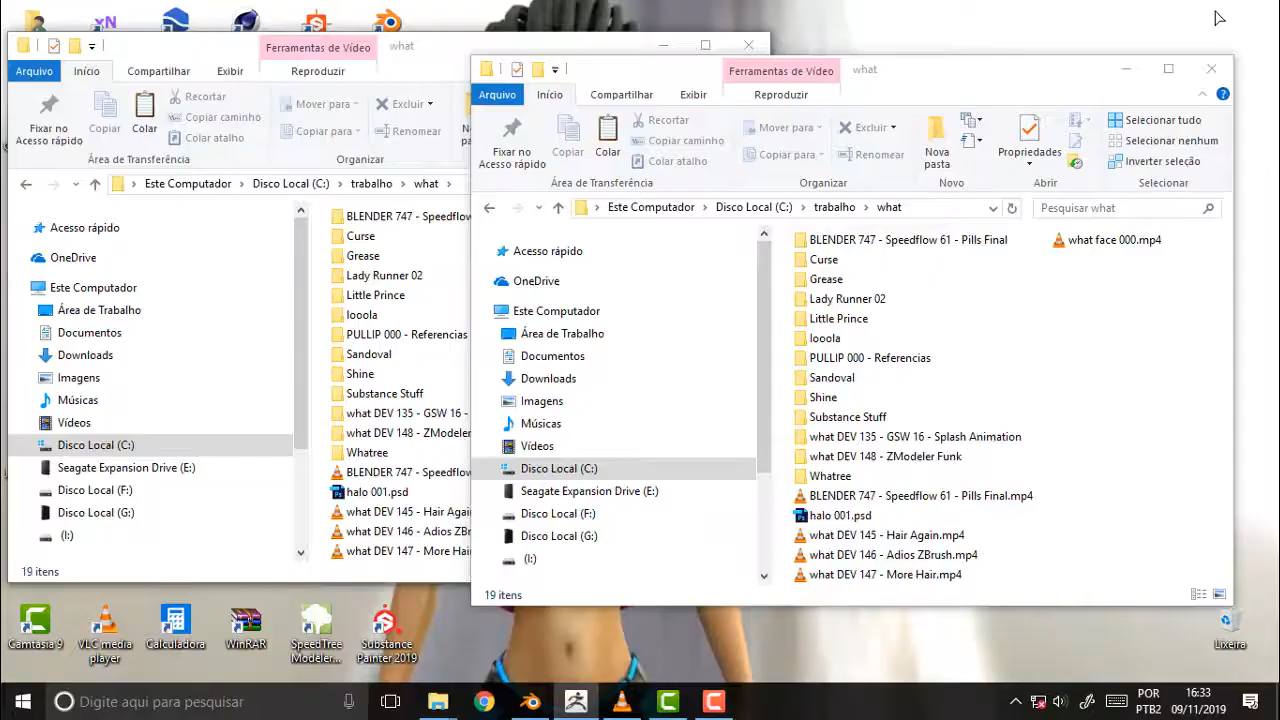 xN
Ferramentas de Vídeo
what
Arquivo
Início
Compartilhar
Exibir
Reproduzir
Fixar no
Acesso rápido
Copiar
Colar
Recortar
Copiar caminho
Colar atalho
Mover para
Copiar para
Excluir
Renomear
Área de Transferência
Organizar
Este Computador
Disco Local (C:)
trabalho
what
Acesso rápido
OneDrive
Este Computador
Área de Trabalho
Documentos
Downloads
Imagens
Músicas
Vídeos
Disco Local (C:)
Seagate Expansion Drive (E:)
Disco Local (F:)
Disco Local (G:)
(I:)
BLENDER 747 - Speedflow
Curse
Grease
Lady Runner 02
Little Prince
looola
PULLIP 000 - Referencias
Sandoval
Shine
Substance Stuff
what DEV 135 - GSW 16 -
what DEV 148 - ZModeler
Whatree
BLENDER 747 - Speedflow
halo 001.psd
what DEV 145 - Hair Again
what DEV 146 - Adios ZBrus
what DEV 147 - More Hair
19 itens
Ferramentas de Vídeo
what
Arquivo
Início
Compartilhar
Exibir
Reproduzir
Fixar no
Acesso rápido
Copiar
Colar
Recortar
Copiar caminho
Colar atalho
Mover para
Copiar para
Excluir
Renomear
Nova
pasta
Propriedades
Selecionar tudo
Selecionar nenhum
Inverter seleção
Área de Transferência
Organizar
Novo
Abrir
Selecionar
Este Computador
Disco Local (C:)
trabalho
what
Pesquisar what
Acesso rápido
OneDrive
Este Computador
Área de Trabalho
Documentos
Downloads
Imagens
Músicas
Vídeos
Disco Local (C:)
Seagate Expansion Drive (E:)
Disco Local (F:)
Disco Local (G:)
(I:)
BLENDER 747 - Speedflow 61 - Pills Final
Curse
Grease
Lady Runner 02
Little Prince
looola
PULLIP 000 - Referencias
Sandoval
Shine
Substance Stuff
what DEV 135 - GSW 16 - Splash Animation
what DEV 148 - ZModeler Funk
Whatree
BLENDER 747 - Speedflow 61 - Pills Final.mp4
halo 001.psd
what DEV 145 - Hair Again.mp4
what DEV 146 - Adios ZBrush.mp4
what DEV 147 - More Hair.mp4
what face 000.mp4
19 itens
Camtasia 9
VLC media
player
Calculadora
WinRAR
SpeedTree
Modeler...
Substance
Painter 2019
Lixeira
Digite aqui para pesquisar
POR
PTB2
16:33
09/11/2019